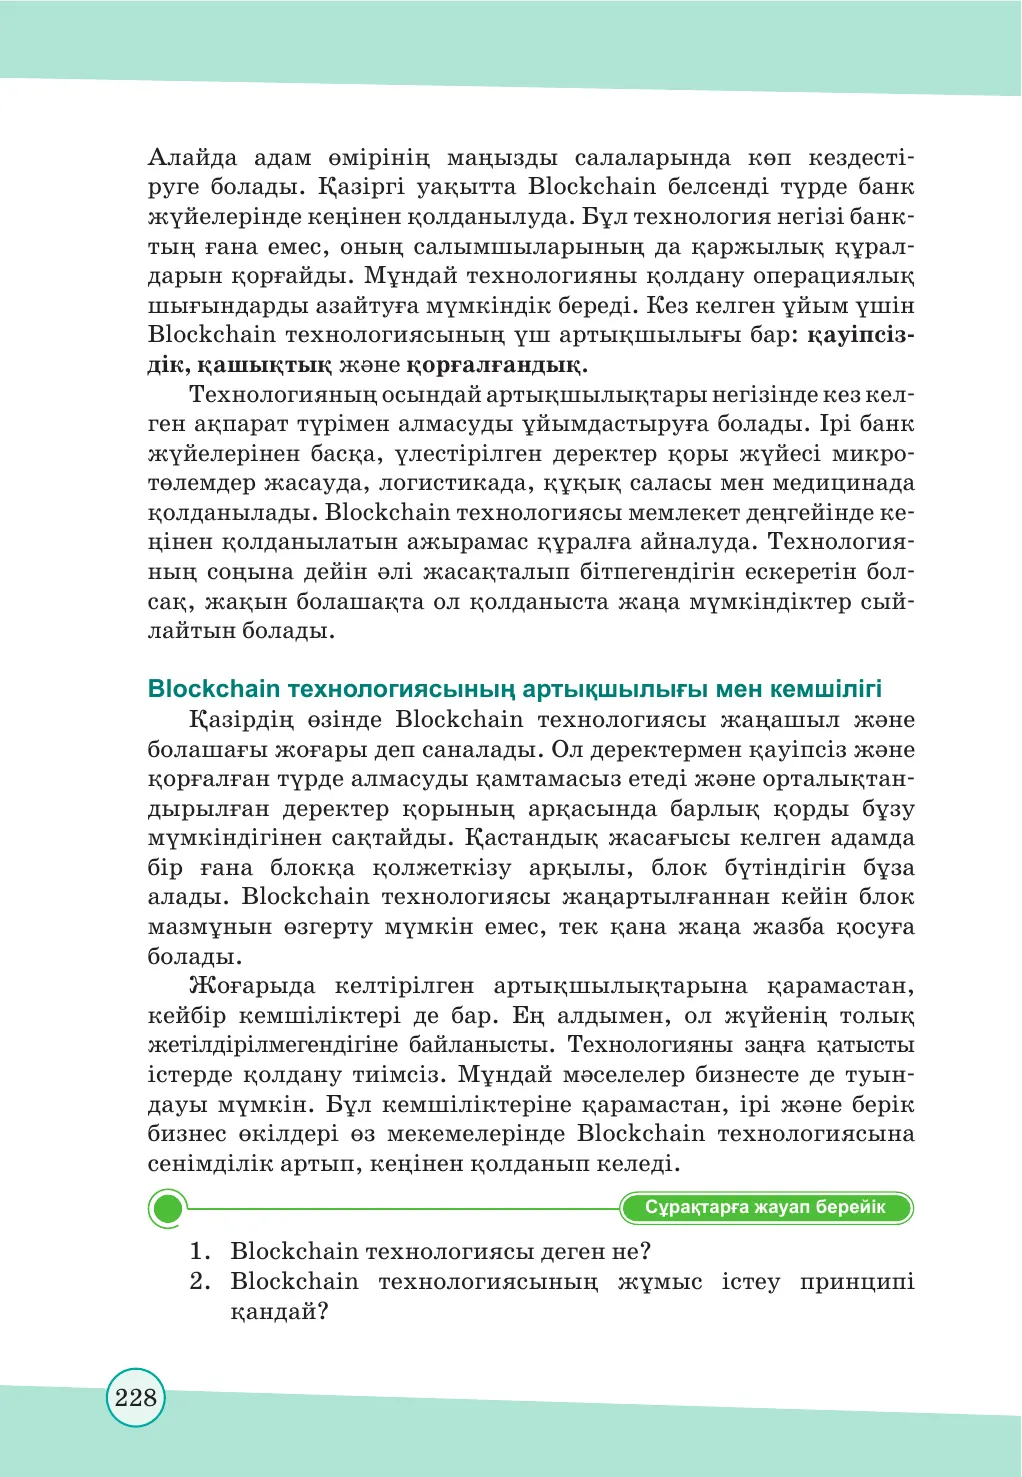 Алайда адам өмірінің маңызды салаларында көп кездесті-
руге болады. Қазіргі уақытта Blockchain белсенді түрде банк
жүйелерінде кеңінен қолданылуда. Бұл технология негізі банк-
тың ғана емес, оның салымшыларының да қаржылық құрал-
дарын қорғайды. Мұндай технологияны қолдану операциялық
шығындарды азайтуға мүмкіндік береді. Кез келген ұйым үшін
Blockchain технологиясының үш артықшылығы бар: қауіпсіз-
дік, қашықтық және қорғалғандық.
Технологияның осындай артықшылықтары негізінде кез кел-
ген ақпарат түрімен алмасуды ұйымдастыруға болады. Ірі банк
жүйелерінен басқа, үлестірілген деректер қоры жүйесі микро-
төлемдер жасауда, логистикада, құқық саласы мен медицинада
қолданылады. Blockchain технологиясы мемлекет деңгейінде ке-
ңінен қолданылатын ажырамас құралға айналуда. Технология-
ның соңына дейін әлі жасақталып бітпегендігін ескеретін бол-
сақ, жақын болашақта ол қолданыста жаңа мүмкіндіктер сый-
лайтын болады.
Blockchain технологиясының артықшылығы мен кемшілігі
Қазірдің өзінде Blockchain технологиясы жаңашыл және
болашағы жоғары деп саналады. Ол деректермен қауіпсіз және
қорғалған түрде алмасуды қамтамасыз етеді және орталықтан-
дырылған деректер қорының арқасында барлық қорды бұзу
мүмкіндігінен сақтайды. Қастандық жасағысы келген адамда
бір ғана блокқа қолжеткізу арқылы, блок бүтіндігін бұза
алады. Blockchain технологиясы жаңартылғаннан кейін блок
мазмұнын өзгерту мүмкін емес, тек қана жаңа жазба қосуға
болады.
Жоғарыда келтірілген артықшылықтарына қарамастан,
кейбір кемшіліктері де бар. Ең алдымен, ол жүйенің толық
жетілдірілмегендігіне байланысты. Технологияны заңға қатысты
істерде қолдану тиімсіз. Мұндай мәселелер бизнесте де туын-
дауы мүмкін. Бұл кемшіліктеріне қарамастан, ірі және берік
бизнес өкілдері өз мекемелерінде Blockchain технологиясына
сенімділік артып, кеңінен қолданып келеді.
Сұрақтарға жауап берейік
1. Blockchain технологиясы деген не?
2. Blockchain технологиясының жұмыс істеу принципі
қандай?
228